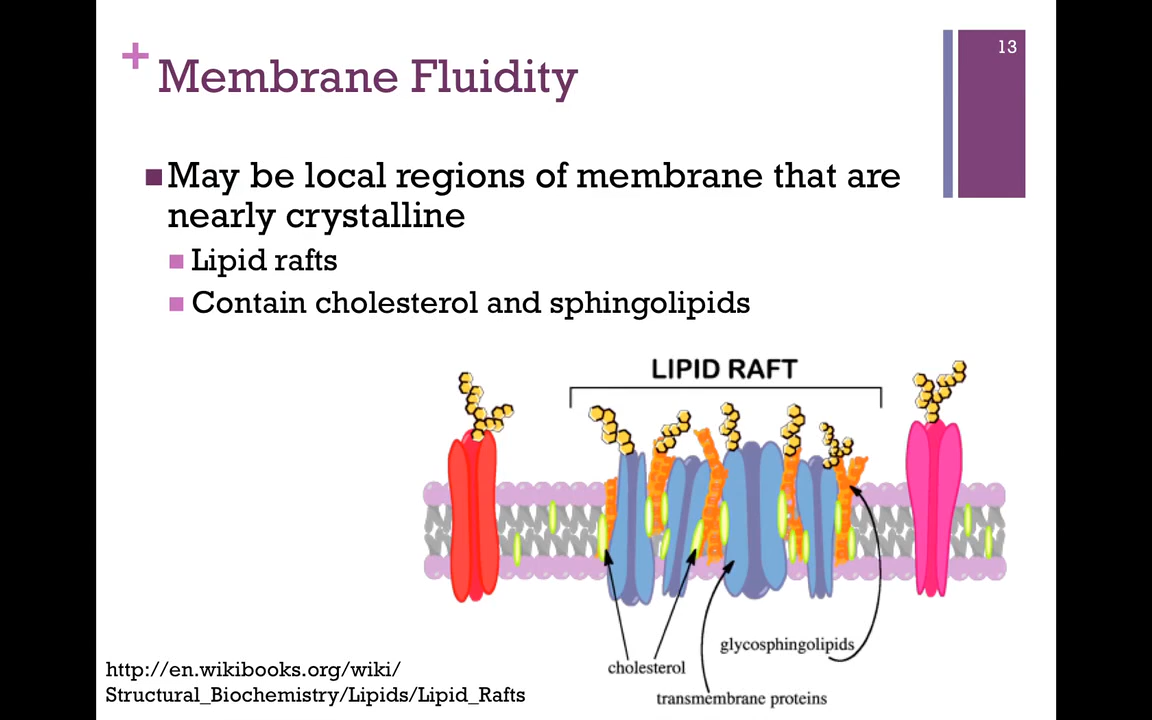 13
+
Membrane Fluidity
May be local regions of membrane that are
nearly crystalline
Lipid rafts
Contain cholesterol and sphingolipids
LIPID RAFT
glycosphingolipids
cholesterol
transmembrane proteins
http://en.wikibooks.org/wiki/
Structural_Biochemistry/Lipids/Lipid_Rafts